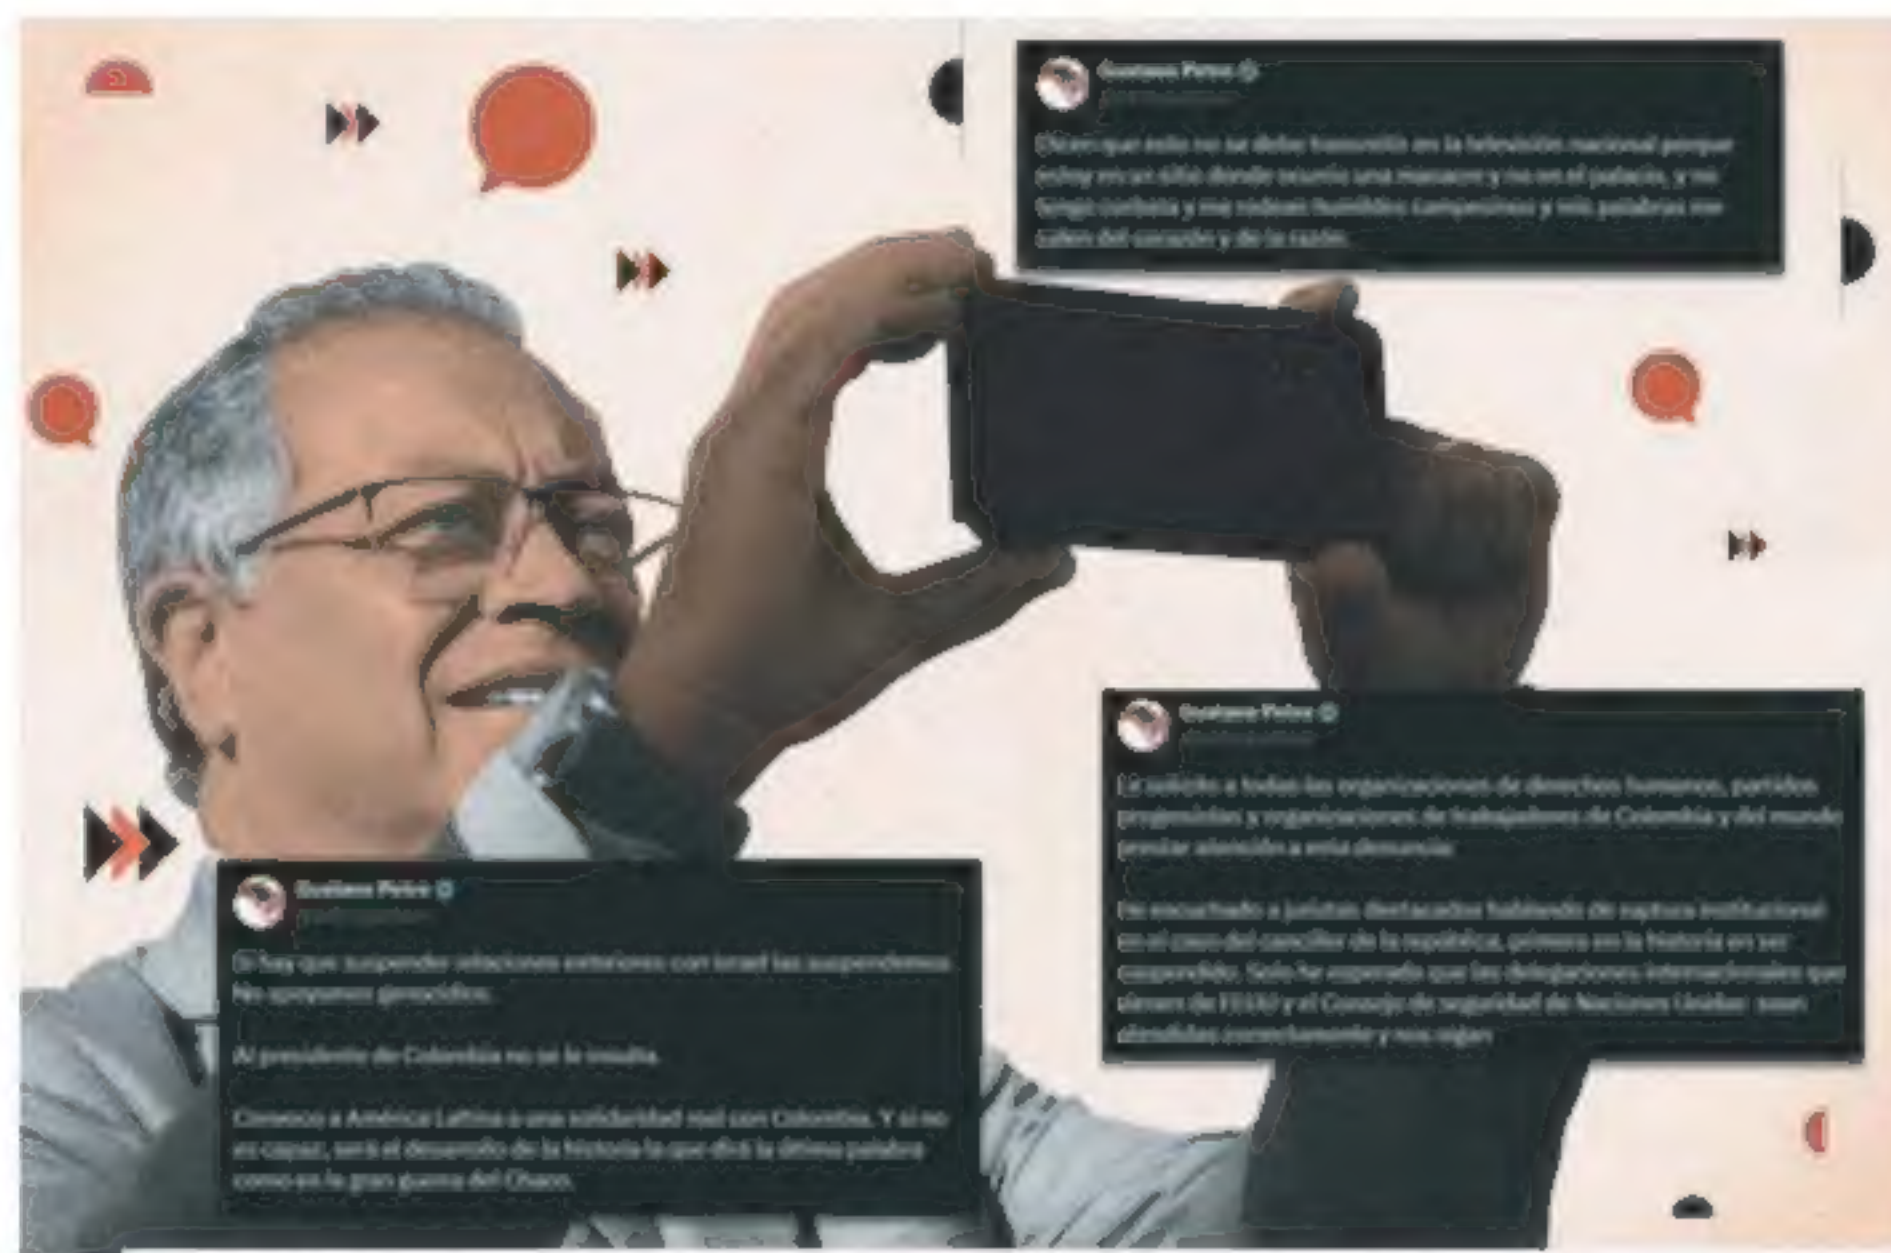 Gustavo Petro
Dicen que esto no se debe transmitir en la televisión nacional porque
estoy en un sitio donde ocurrió una masacre y no en el palacio, y no
tengo corbata y me rodean humildes campesinos y mis palabras me
salen del corazón y de la razón.
Gustavo Petro
Le solicito a todas las organizaciones de derechos humanos, partidos
progresistas y organizaciones de trabajadores de Colombia y del mundo
prestar atención a esta denuncia:
He escuchado a juristas destacados hablando de ruptura institucional
en el caso del canciller de la república, primero en la historia en ser
suspendido. Solo he esperado que las delegaciones internacionales que
vienen de EEUU y el Consejo de seguridad de Naciones Unidas sean
atendidas correctamente y nos oigan
Gustavo Petro
Si hay que suspender relaciones exteriores con Israel las suspendemos.
No apoyamos genocidios.
Al presidente de Colombia no se le insulta.
Convoco a América Latina a una solidaridad real con Colombia. Y si no
es capaz, será el desarrollo de la historia la que dirá la última palabra
como en la gran guerra del Chaco.